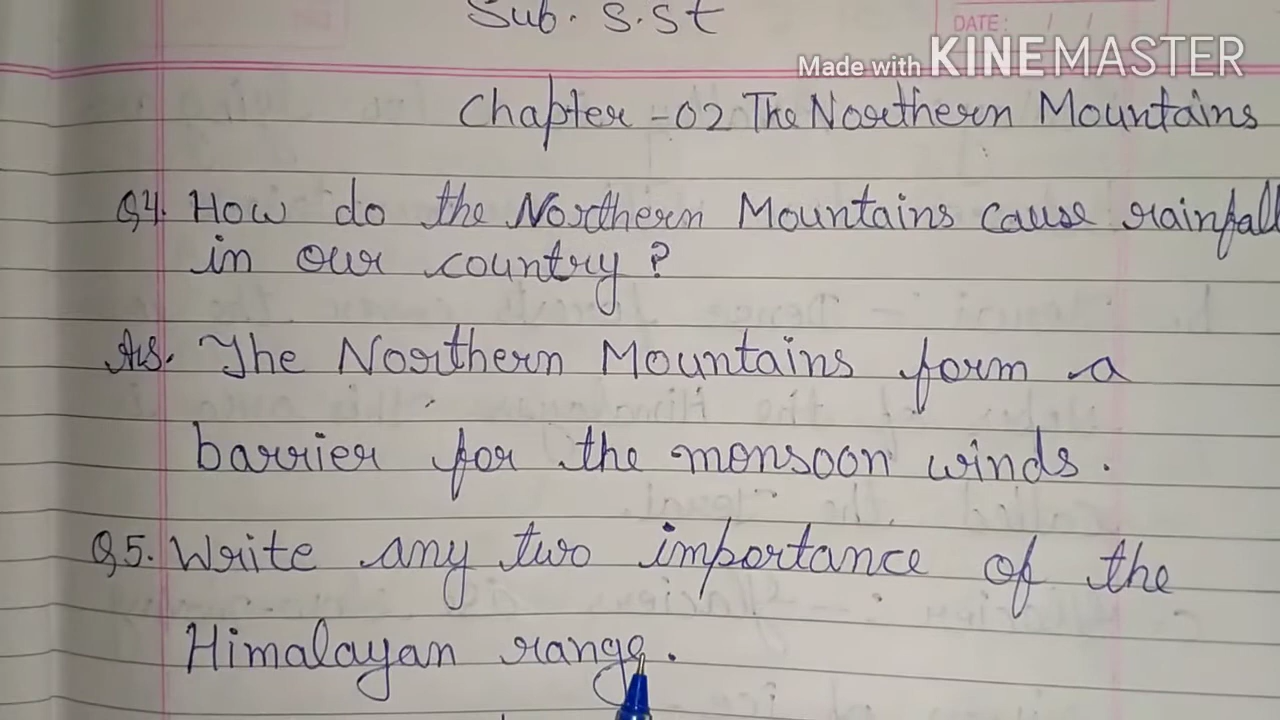 Sub. S.St
DATE: / /
Made with KINEMASTER
Chapter -02 The Northern Mountains
Q4. How do the Northern Mountains cause rainfall
in our country?
Ans. The Northern Mountains form a
barrier for the monsoon winds.
Q5. Write any two importance of the
Himalayan range.